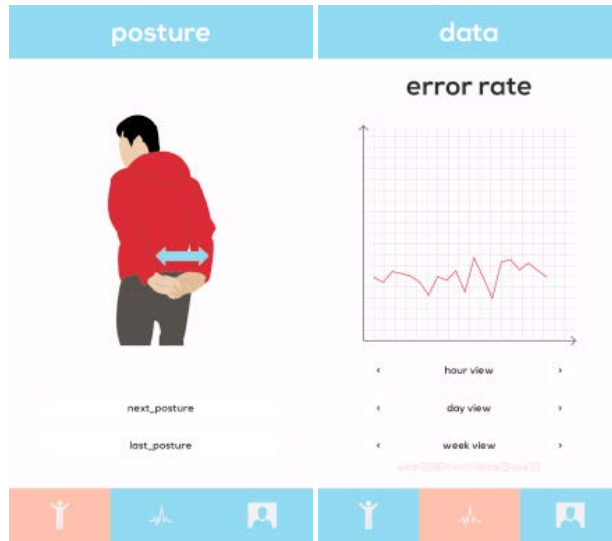 posture
next_posture
last_posture
data
error rate
‹ hour view ›
‹ day view ›
‹ week view ›